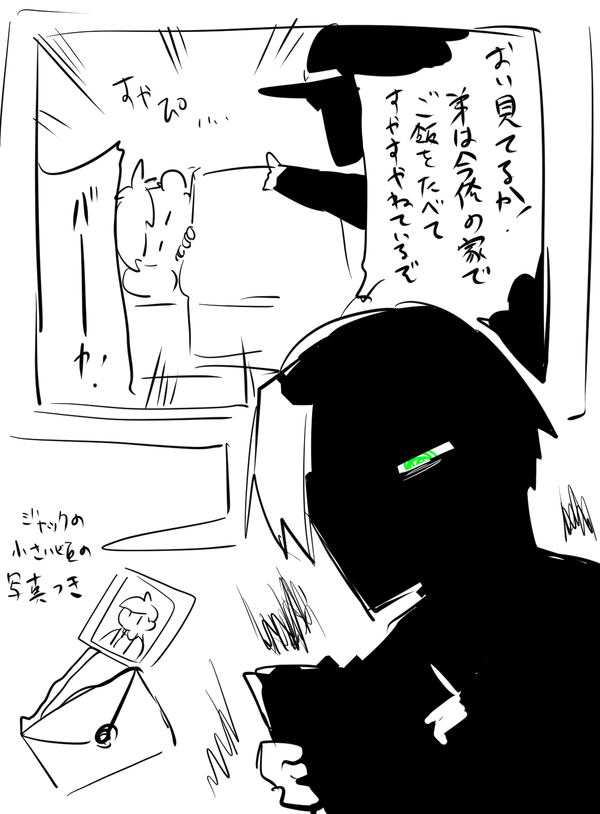 おい見てるか!
弟は今俺の家で
ご飯をたべて
すやすやねているぞ
すやぴ....
バーーーカ!
ジャックの
小さい頃の
写真つき